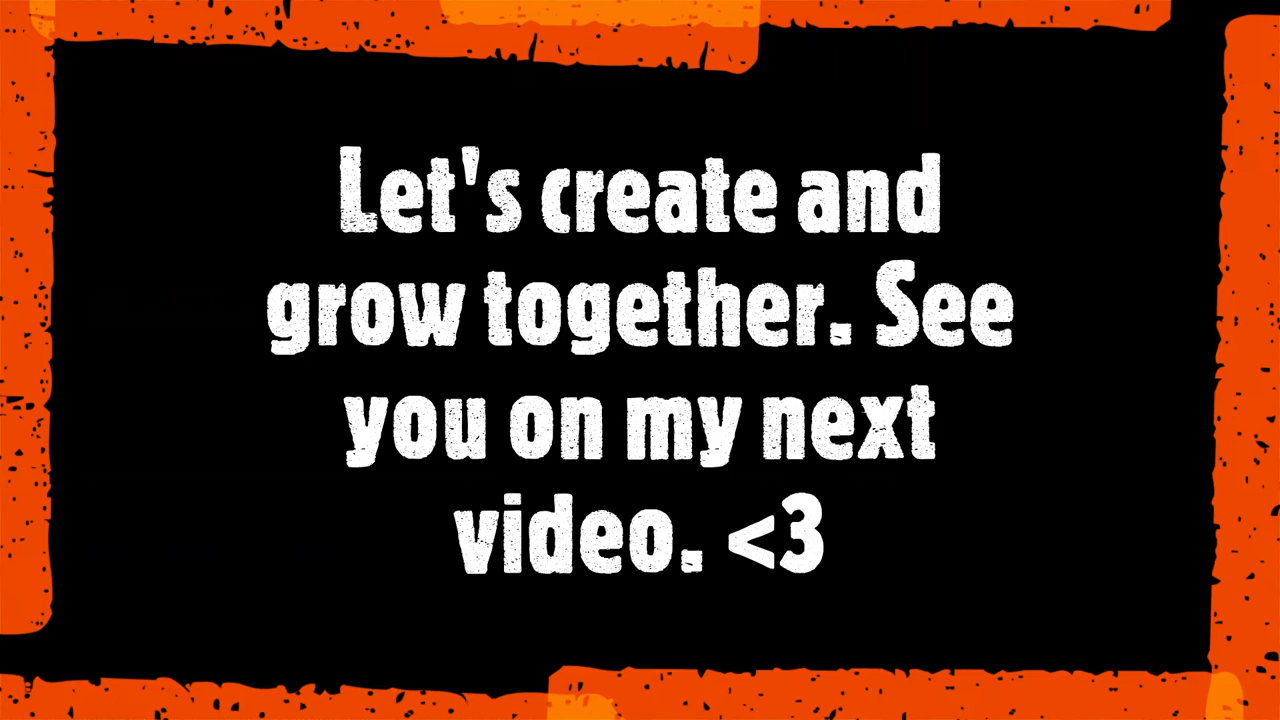 Let's create and
grow together. See
you on my next
video. <3